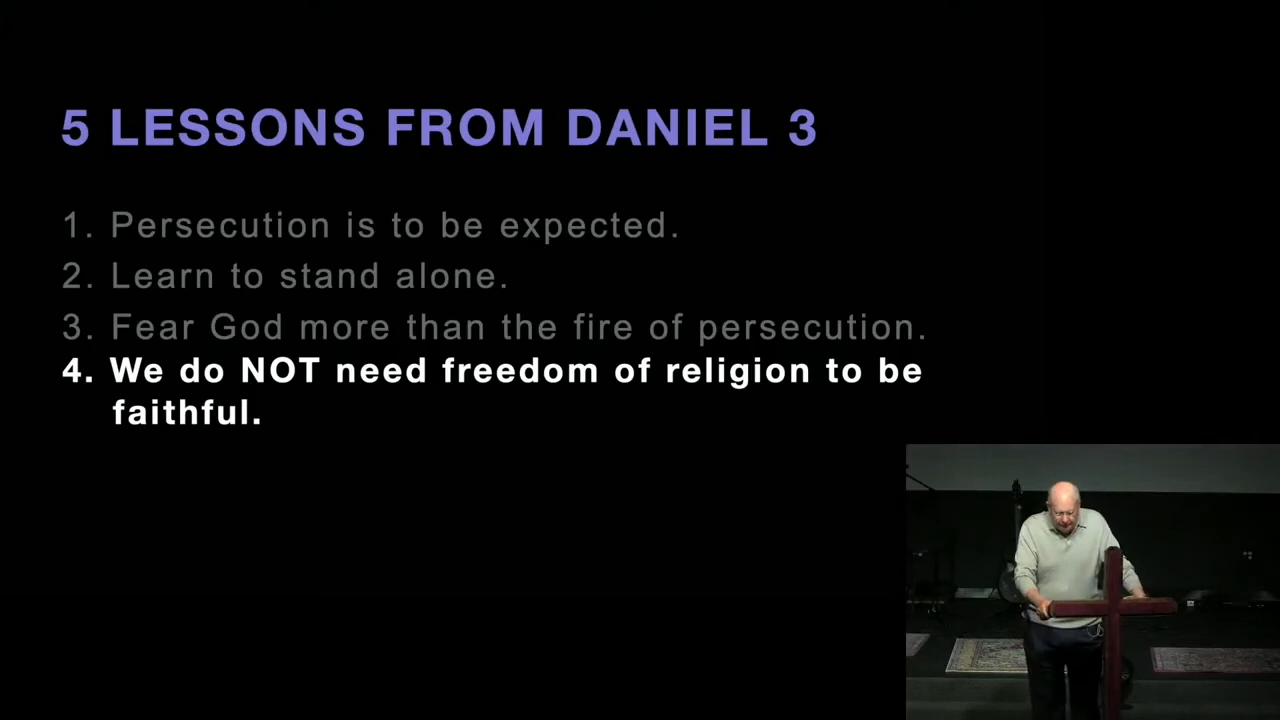 5 LESSONS FROM DANIEL 3
1. Persecution is to be expected.
2. Learn to stand alone.
3. Fear God more than the fire of persecution.
4. We do NOT need freedom of religion to be
faithful.